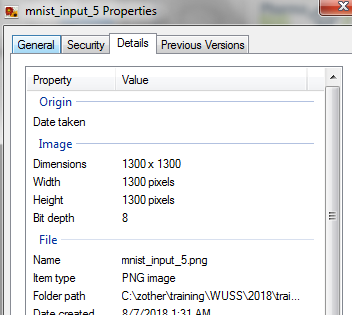 mnist_input_5 Properties
General Security Details Previous Versions
Property Value
Origin
Date taken
Image
Dimensions 1300 x 1300
Width 1300 pixels
Height 1300 pixels
Bit depth 8
File
Name mnist_input_5.png
Item type PNG image
Folder path C:\zother\training\WUSS\2018\trai...
Date created 8/7/2018 1:31 AM